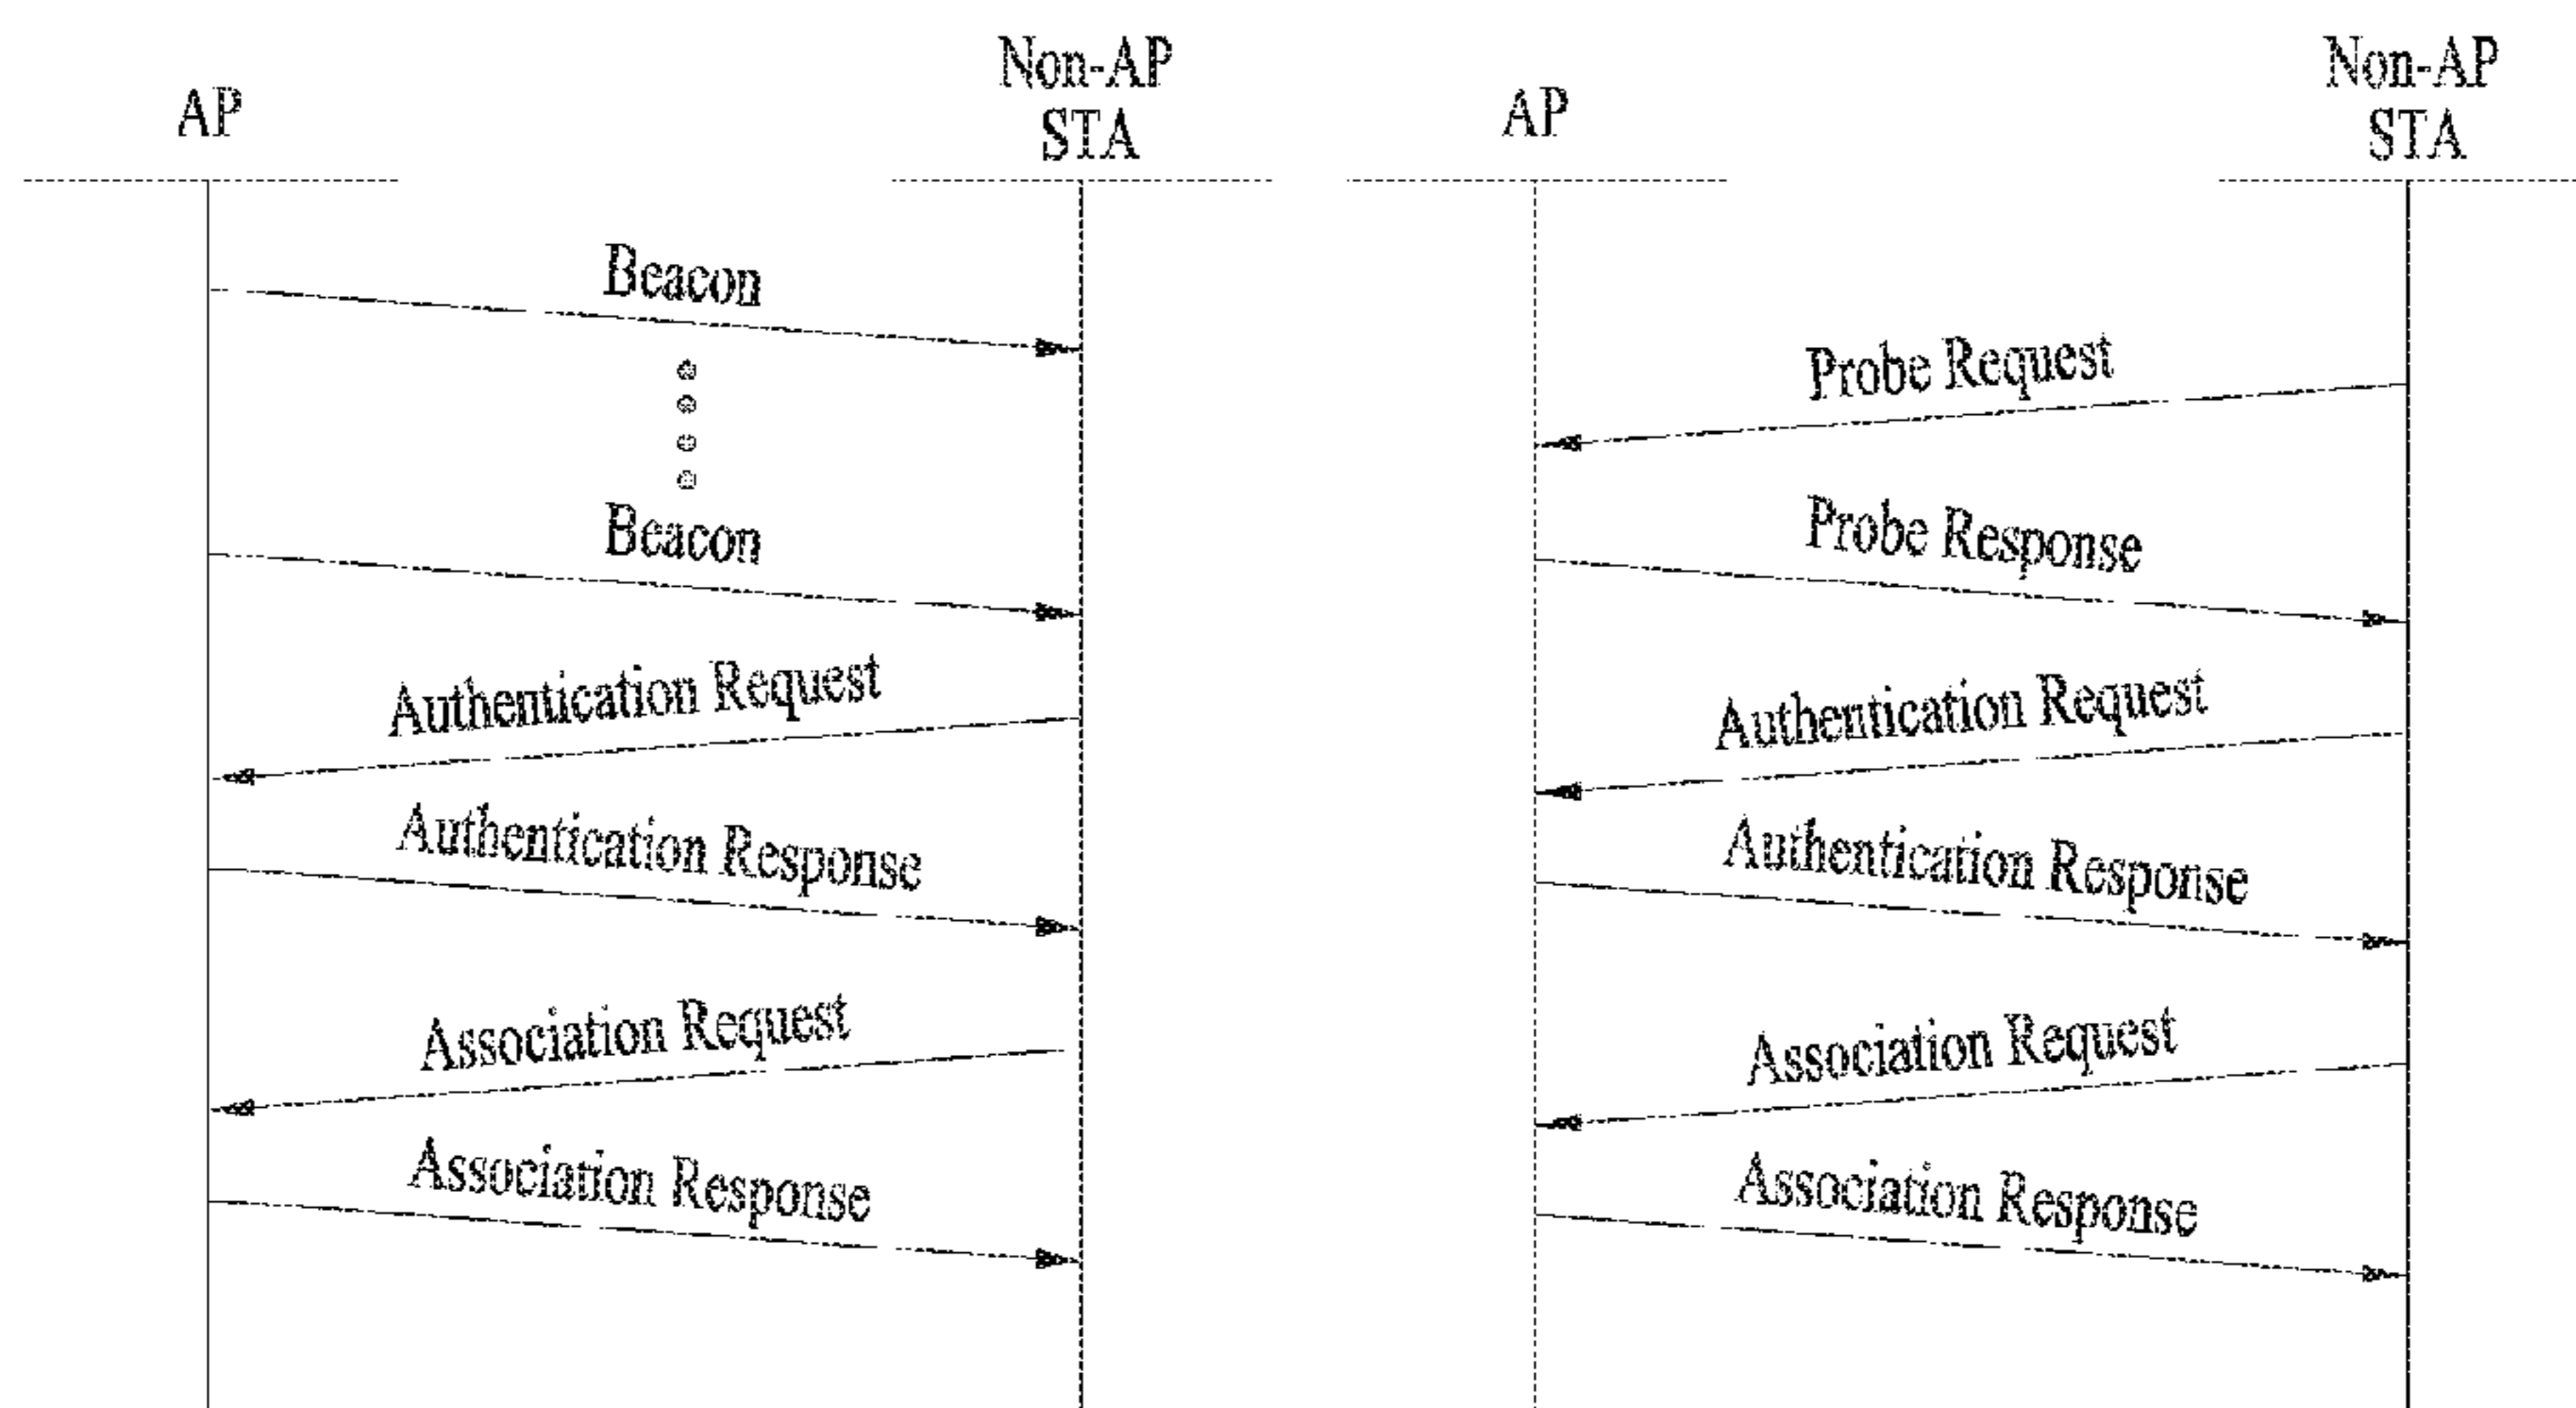 AP
Non-AP
STA
Beacon
Beacon
Authentication Request
Authentication Response
Association Request
Association Response
AP
Non-AP
STA
Probe Request
Probe Response
Authentication Request
Authentication Response
Association Request
Association Response